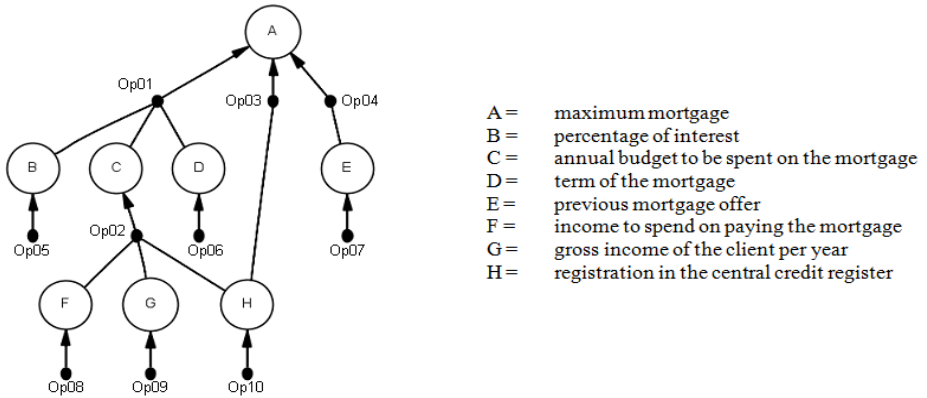 A
Op01
Op03
Op04
B
C
D
E
Op02
Op05
Op06
Op07
F
G
H
Op08
Op09
Op10
A = maximum mortgage
B = percentage of interest
C = annual budget to be spent on the mortgage
D = term of the mortgage
E = previous mortgage offer
F = income to spend on paying the mortgage
G = gross income of the client per year
H = registration in the central credit register